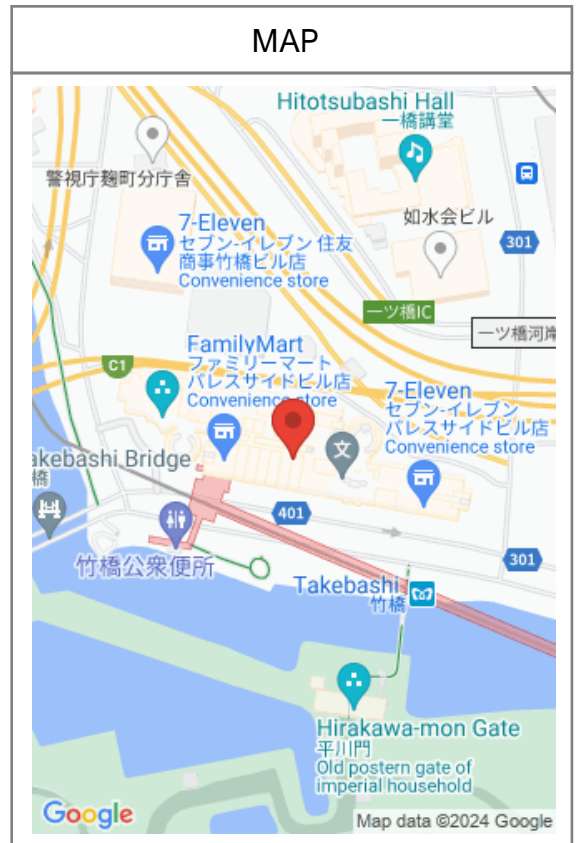 MAP
Hitotsubashi Hall
一橋講堂
警視庁麹町分庁舎
如水会ビル
7-Eleven
セブン-イレブン 住友
商事竹橋ビル店
Convenience store
301
一ツ橋IC
一ツ橋河岸
FamilyMart
ファミリーマート
パレスサイドビル店
Convenience store
C1
7-Eleven
セブン-イレブン
パレスサイドビル店
Convenience store
文
akebashi Bridge
橋
401
竹橋公衆便所
301
Takebashi
竹橋
Hirakawa-mon Gate
平川門
Old postern gate of
imperial household
Google
Map data ©2024 Google